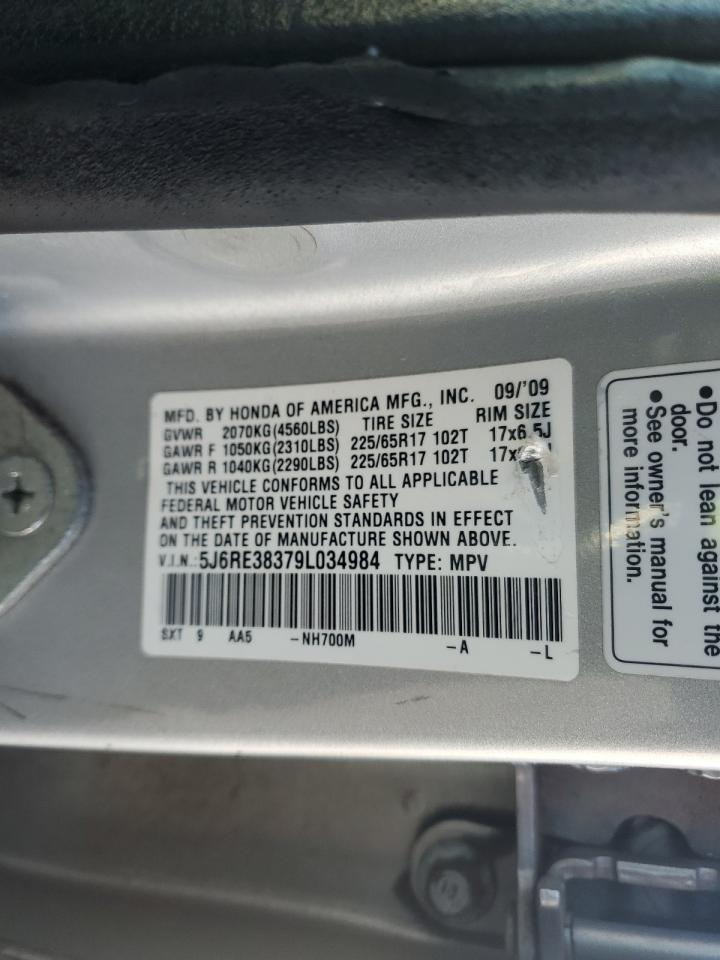 MFD. BY HONDA OF AMERICA MFG., INC. 09/'09
GVWR 2070KG(4560LBS) TIRE SIZE RIM SIZE
GAWR F 1050KG(2310LBS) 225/65R17 102T 17x6.5J
GAWR R 1040KG(2290LBS) 225/65R17 102T
THIS VEHICLE CONFORMS TO ALL APPLICABLE
FEDERAL MOTOR VEHICLE SAFETY
AND THEFT PREVENTION STANDARDS IN EFFECT
ON THE DATE OF MANUFACTURE SHOWN ABOVE.
V.I.N.: 5J6RE38379L034984 TYPE: MPV
SXT 9 AA5 -NH700M -A -L
•Do not lean against the
door.
•See owner's manual for
more information.